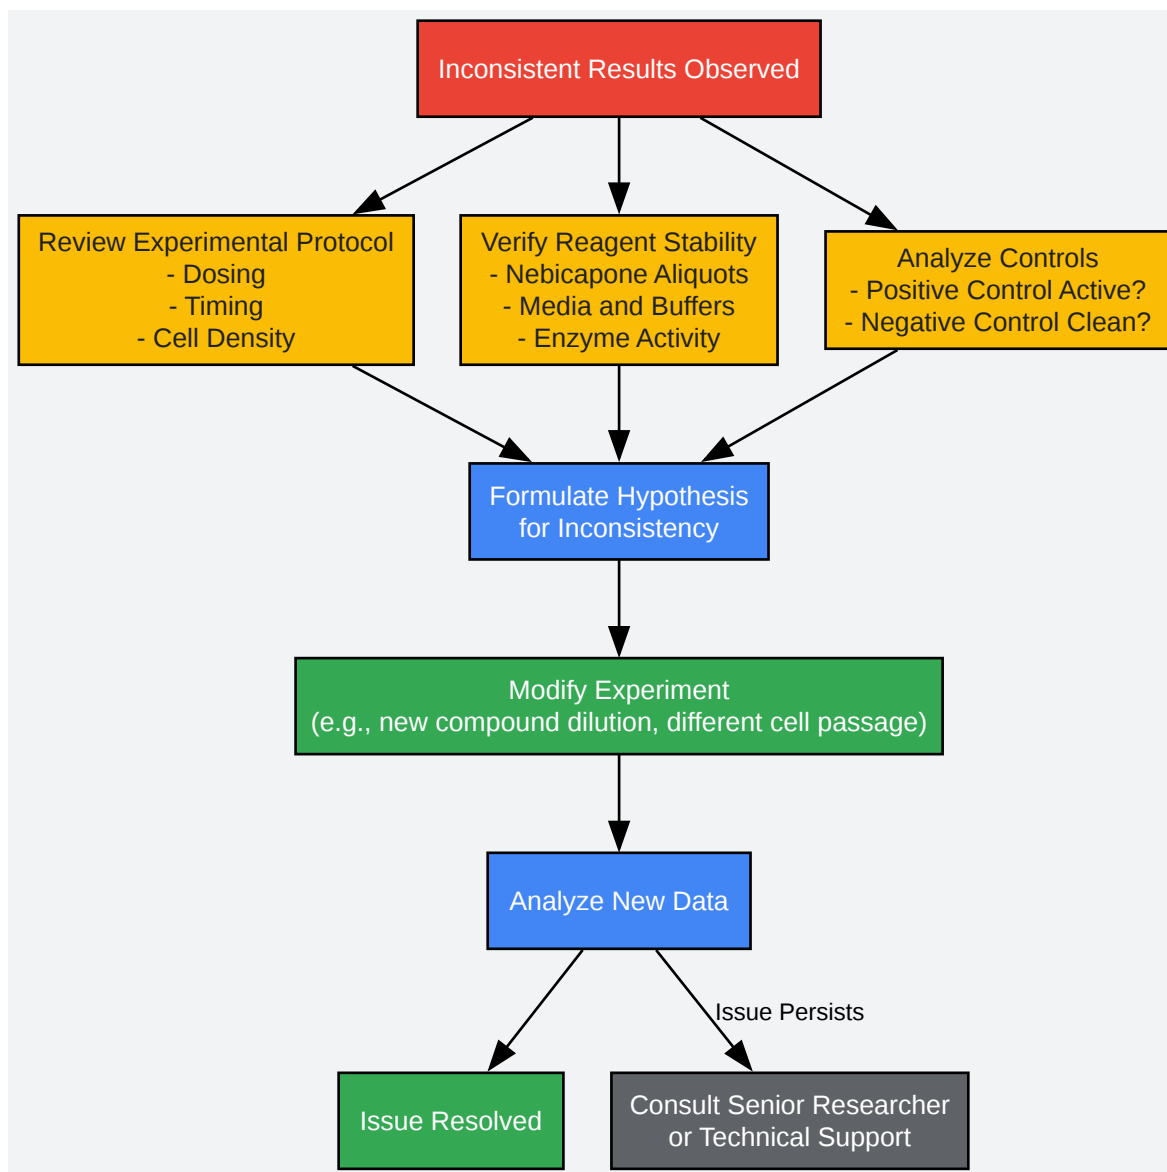 Inconsistent Results Observed
Review Experimental Protocol
- Dosing
- Timing
- Cell Density
Verify Reagent Stability
- Nebicapone Aliquots
- Media and Buffers
- Enzyme Activity
Analyze Controls
- Positive Control Active?
- Negative Control Clean?
Formulate Hypothesis
for Inconsistency
Modify Experiment
(e.g., new compound dilution, different cell passage)
Analyze New Data
Issue Persists
Issue Resolved
Consult Senior Researcher
or Technical Support